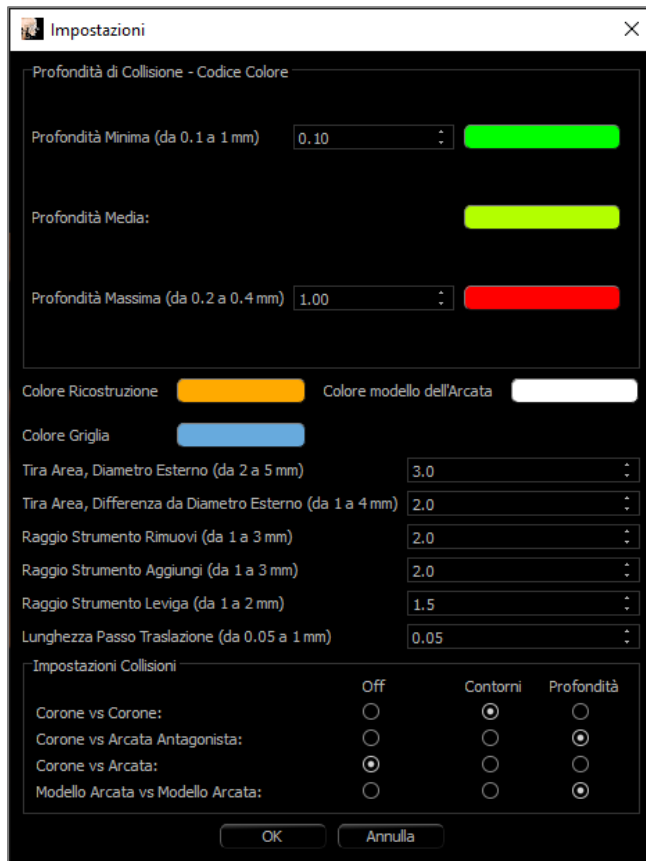 Impostazioni
Profondità di Collisione - Codice Colore
Profondità Minima (da 0.1 a 1 mm) 0.10
Profondità Media:
Profondità Massima (da 0.2 a 0.4 mm) 1.00
Colore Ricostruzione Colore modello dell'Arcata
Colore Griglia
Tira Area, Diametro Esterno (da 2 a 5 mm) 3.0
Tira Area, Differenza da Diametro Esterno (da 1 a 4 mm) 2.0
Raggio Strumento Rimuovi (da 1 a 3 mm) 2.0
Raggio Strumento Aggiungi (da 1 a 3 mm) 2.0
Raggio Strumento Leviga (da 1 a 2 mm) 1.5
Lunghezza Passo Traslazione (da 0.05 a 1 mm) 0.05
Impostazioni Collisioni
Off Contorni Profondità
Corone vs Corone:
Corone vs Arcata Antagonista:
Corone vs Arcata:
Modello Arcata vs Modello Arcata:
OK Annulla